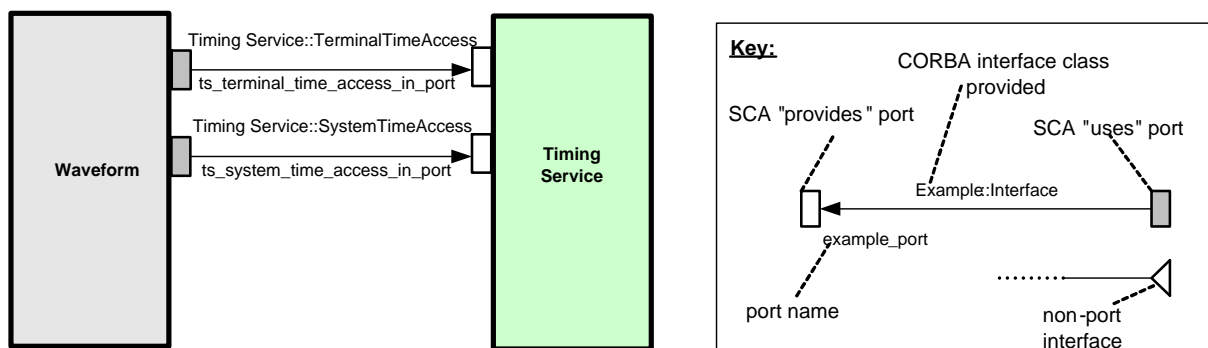 Timing Service::TerminalTimeAccess
ts_terminal_time_access_in_port
Timing Service::SystemTimeAccess
ts_system_time_access_in_port
Waveform
Timing
Service
Key:
CORBA interface class
provided
SCA "provides" port
SCA "uses" port
Example::Interface
example_port
port name
non-port
interface